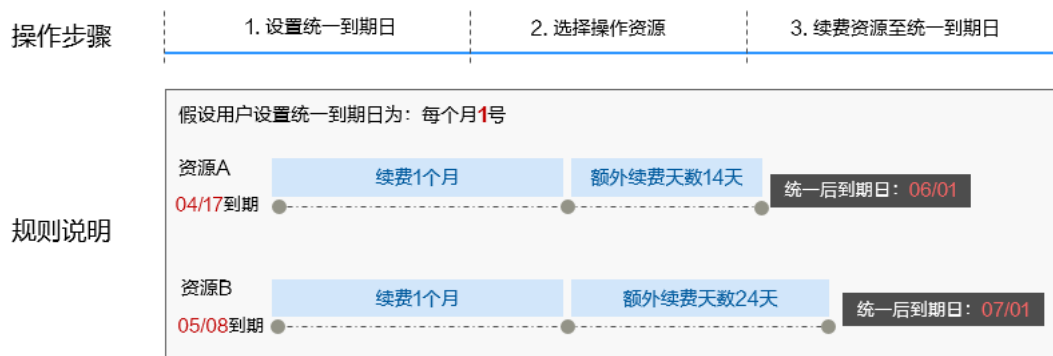 操作步骤
1. 设置统一到期日
2. 选择操作资源
3. 续费资源至统一到期日
规则说明
假设用户设置统一到期日为：每个月1号
资源A
04/17到期
续费1个月
额外续费天数14天
统一后到期日：06/01
资源B
05/08到期
续费1个月
额外续费天数24天
统一后到期日：07/01